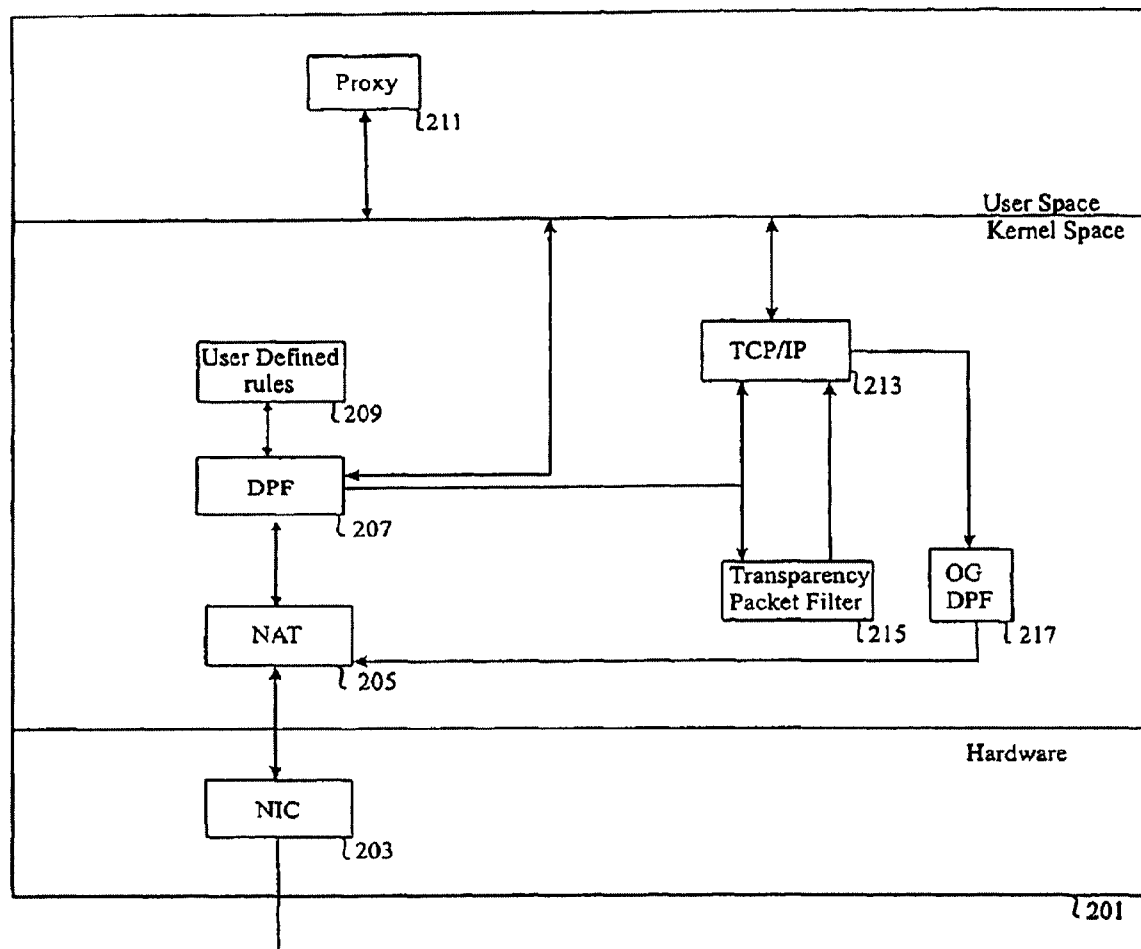 Proxy
211
User Space
Kernel Space
TCP/IP
213
User Defined
rules
209
DPF
207
Transparency
Packet Filter
215
OG
DPF
217
NAT
205
Hardware
NIC
203
201